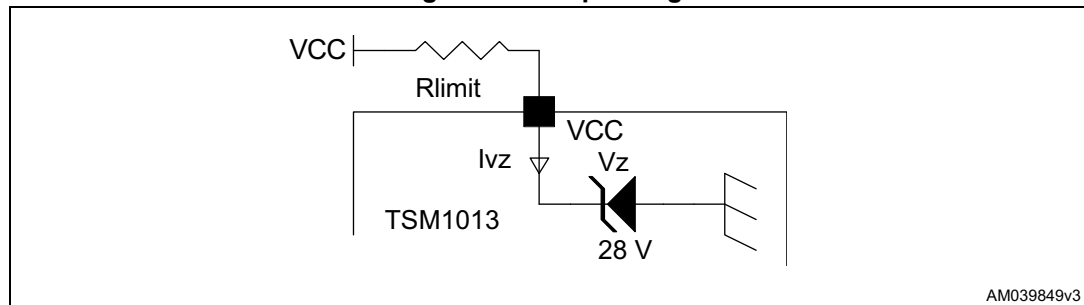 VCC
Rlimit
VCC
Ivz
Vz
TSM1013
28 V
AM039849v3